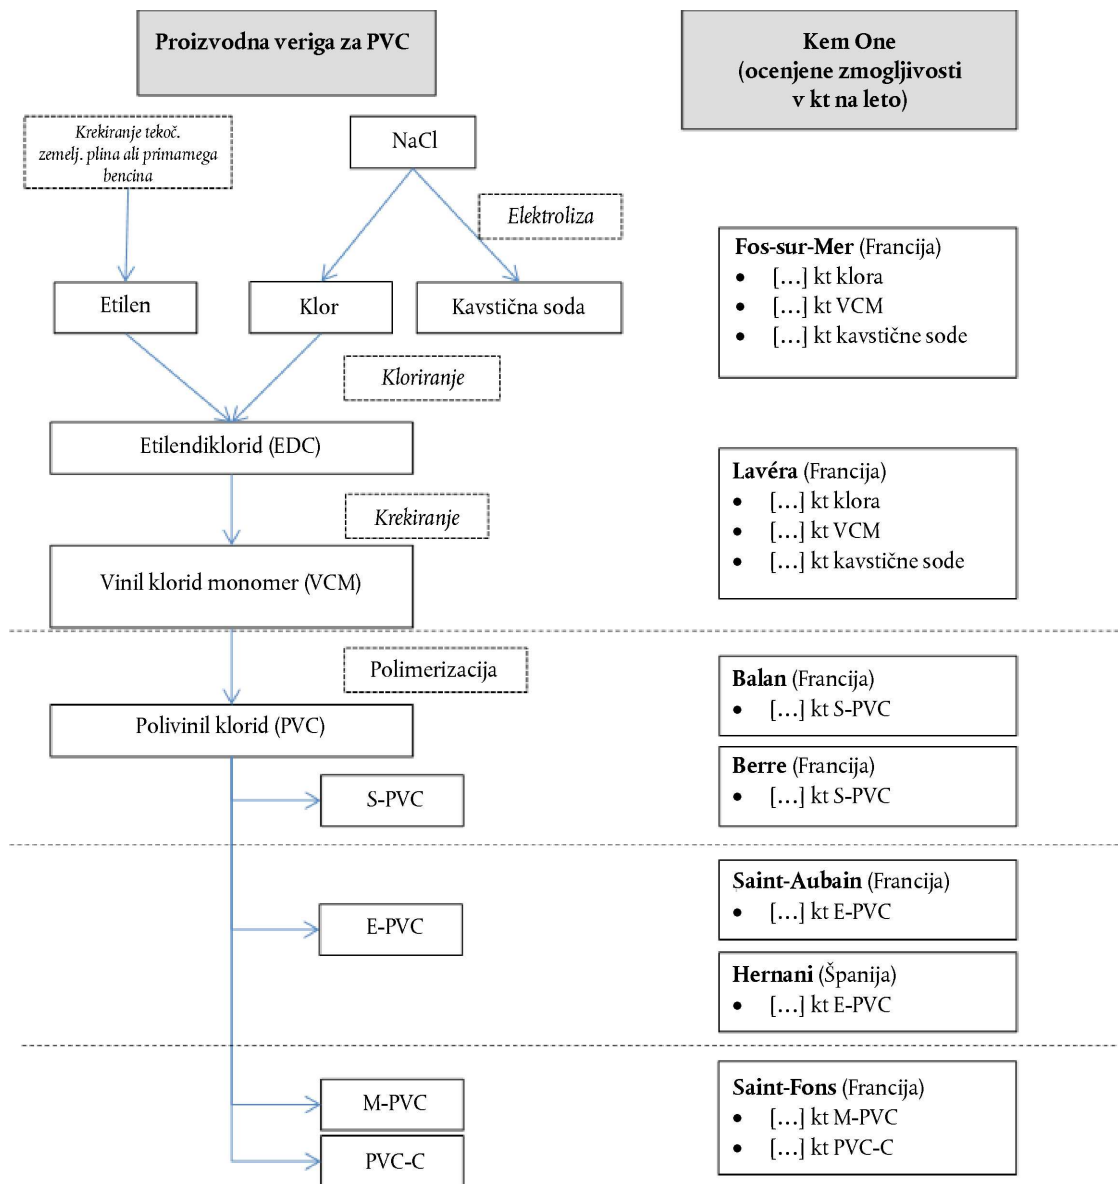 Proizvodna veriga za PVC
Kem One
(ocenjene zmogljivosti
v kt na leto)
Krekiranje tekoč.
zemelj. plina ali primarnega
bencina
NaCl
Elektroliza
Etilen
Klor
Kavstična soda
Kloriranje
Etilendiklorid (EDC)
Krekiranje
Vinil klorid monomer (VCM)
Polimerizacija
Polivinil klorid (PVC)
S-PVC
E-PVC
M-PVC
PVC-C
Fos-sur-Mer (Francija)
• […] kt klora
• […] kt VCM
• […] kt kavstične sode
Lavéra (Francija)
• […] kt klora
• […] kt VCM
• […] kt kavstične sode
Balan (Francija)
• […] kt S-PVC
Berre (Francija)
• […] kt S-PVC
Saint-Aubain (Francija)
• […] kt E-PVC
Hernani (Španija)
• […] kt E-PVC
Saint-Fons (Francija)
• […] kt M-PVC
• […] kt PVC-C